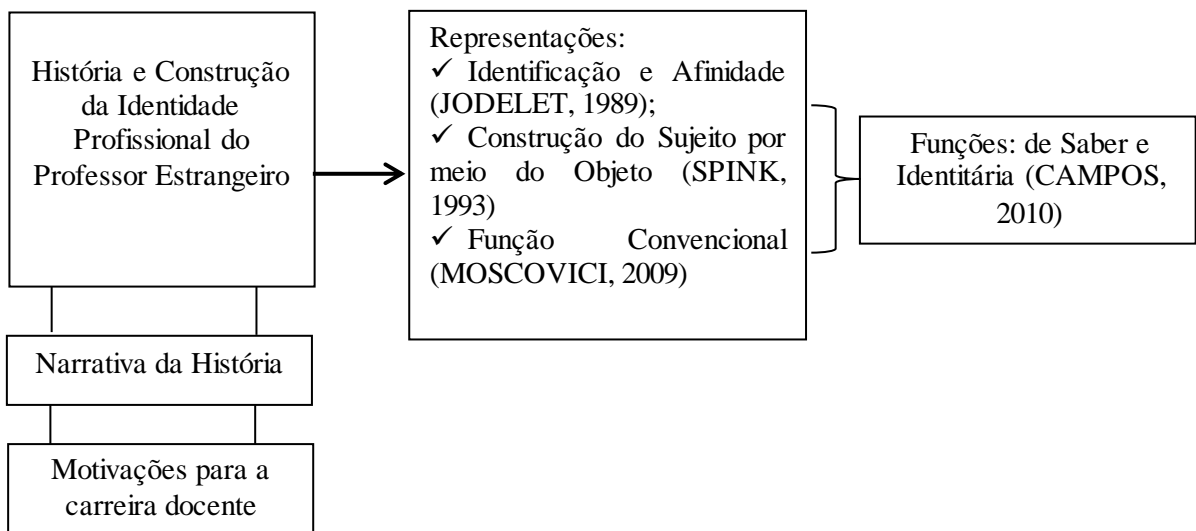 História e Construção
da Identidade
Profissional do
Professor Estrangeiro
Narrativa da História
Motivações para a
carreira docente
Representações:
✓ Identificação e Afinidade
(JODELET, 1989);
✓ Construção do Sujeito por
meio do Objeto (SPINK,
1993)
✓ Função Convencional
(MOSCOVICI, 2009)
Funções: de Saber e
Identitária (CAMPOS,
2010)